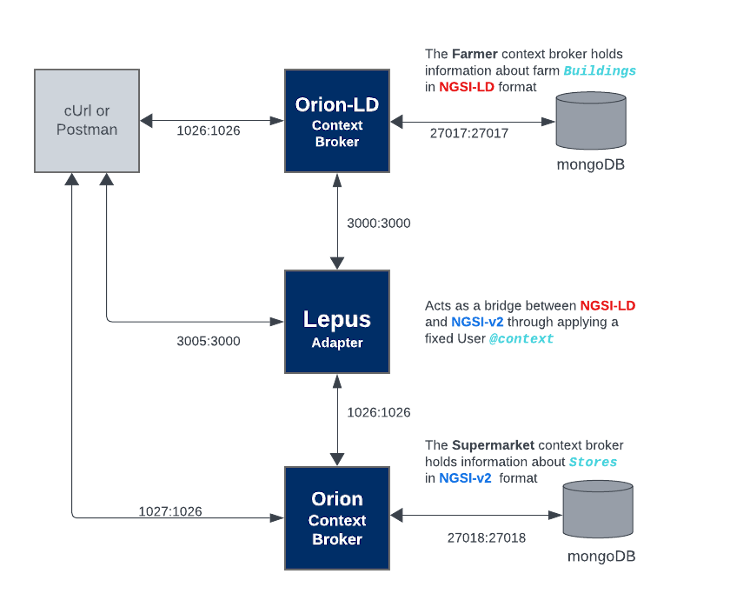 The Farmer context broker holds
information about farm Buildings
in NGSI-LD format
cUrl or
Postman
1026:1026
Orion-LD
Context
Broker
27017:27017
mongoDB
3000:3000
Lepus
Adapter
3005:3000
Acts as a bridge between NGSI-LD
and NGSI-v2 through applying a
fixed User @context
1026:1026
The Supermarket context broker
holds information about Stores
in NGSI-v2 format
1027:1026
Orion
Context
Broker
27018:27018
mongoDB